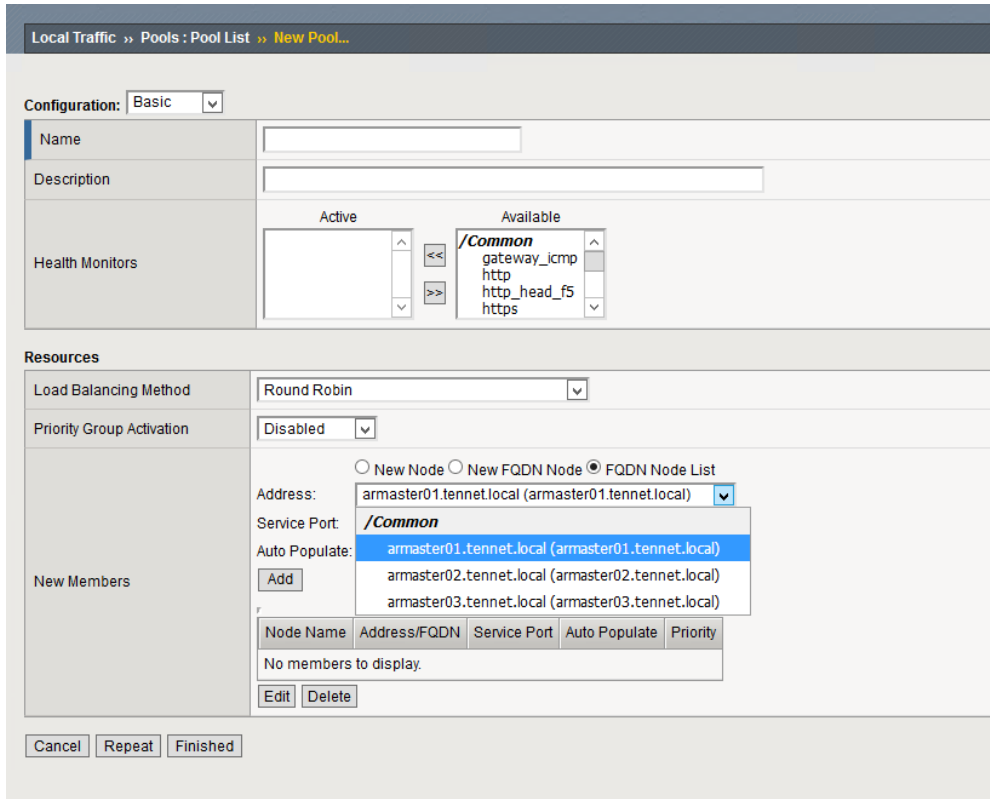 Local Traffic ›› Pools : Pool List ›› New Pool...
Configuration: Basic
Name
Description
Health Monitors
Active
Available
<<
>>
/Common
gateway_icmp
http
http_head_f5
https
Resources
Load Balancing Method Round Robin
Priority Group Activation Disabled
New Members
New Node New FQDN Node FQDN Node List
Address: armaster01.tennet.local (armaster01.tennet.local)
Service Port:
Auto Populate:
/Common
armaster01.tennet.local (armaster01.tennet.local)
armaster02.tennet.local (armaster02.tennet.local)
armaster03.tennet.local (armaster03.tennet.local)
Add
Node Name Address/FQDN Service Port Auto Populate Priority
No members to display.
Edit Delete
Cancel Repeat Finished